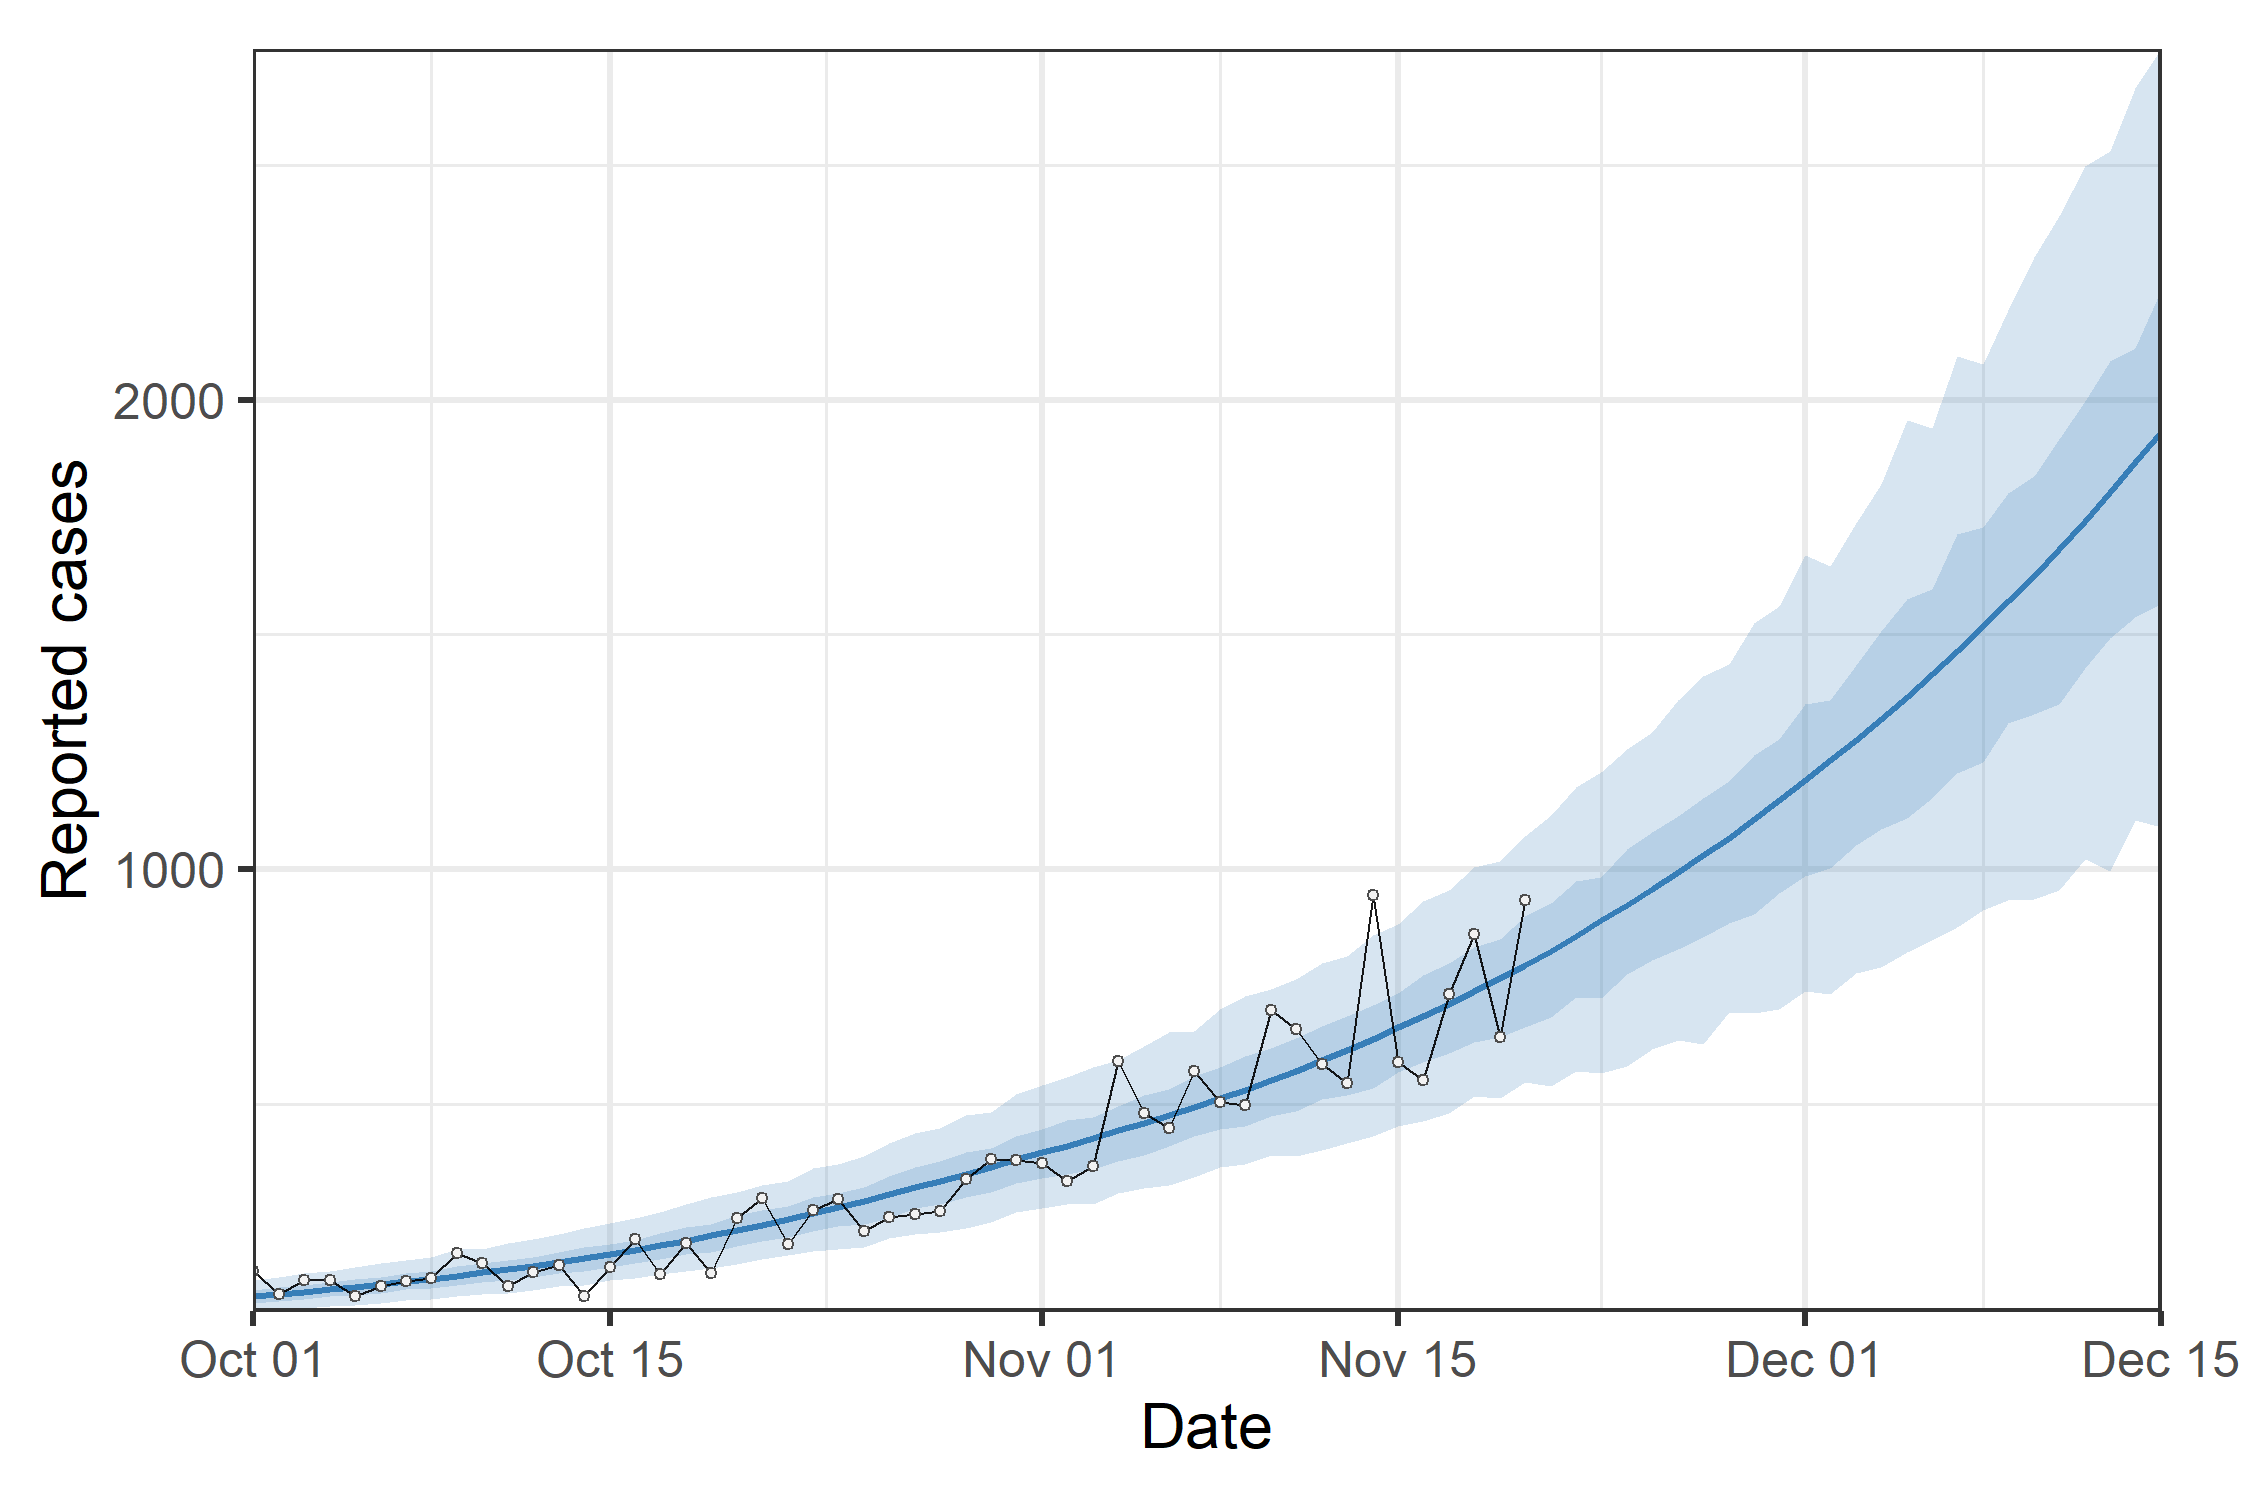 Reported cases
2000
1000
Oct 01
Oct 15
Nov 01
Nov 15
Dec 01
Dec 15
Date